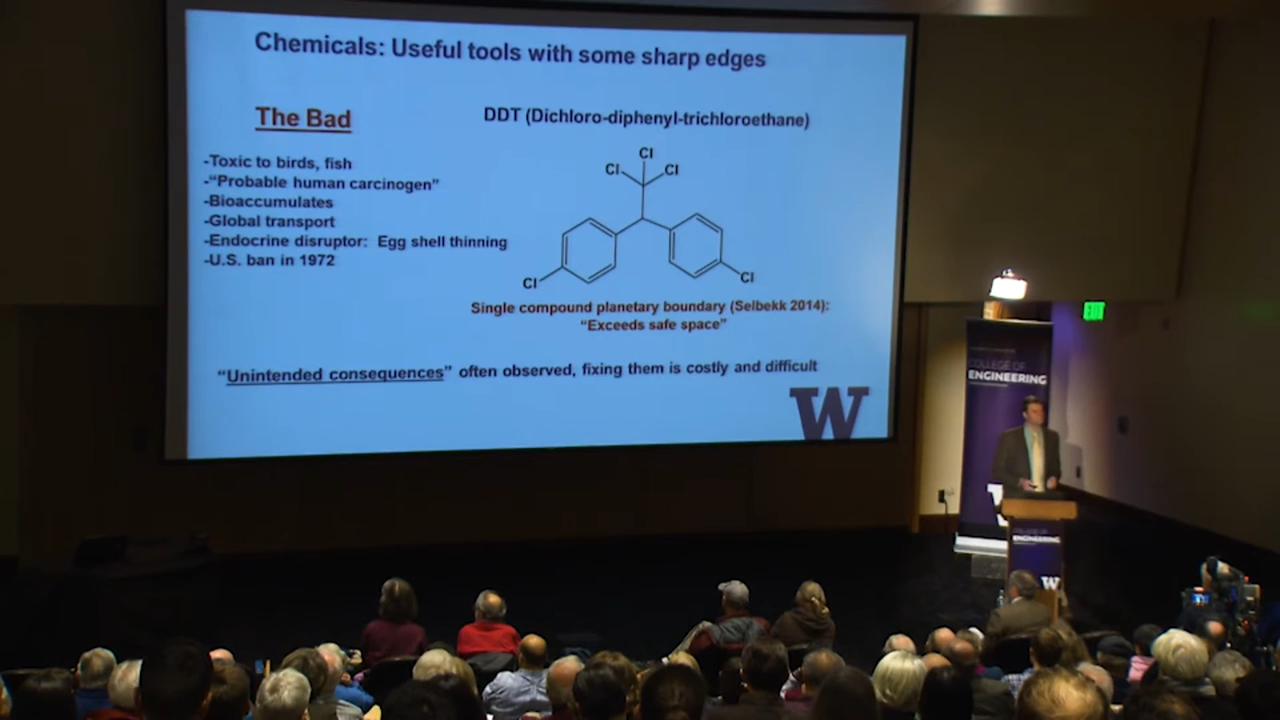 Chemicals: Useful tools with some sharp edges
The Bad
-Toxic to birds, fish
-“Probable human carcinogen”
-Bioaccumulates
-Global transport
-Endocrine disruptor: Egg shell thinning
-U.S. ban in 1972
DDT (Dichloro-diphenyl-trichloroethane)
Cl
Cl
Cl
Cl
Cl
Single compound planetary boundary (Selbekk 2014):
“Exceeds safe space”
“Unintended consequences” often observed, fixing them is costly and difficult
W
EXIT
COLLEGE OF
ENGINEERING
COLLEGE OF
ENGINEERING
W